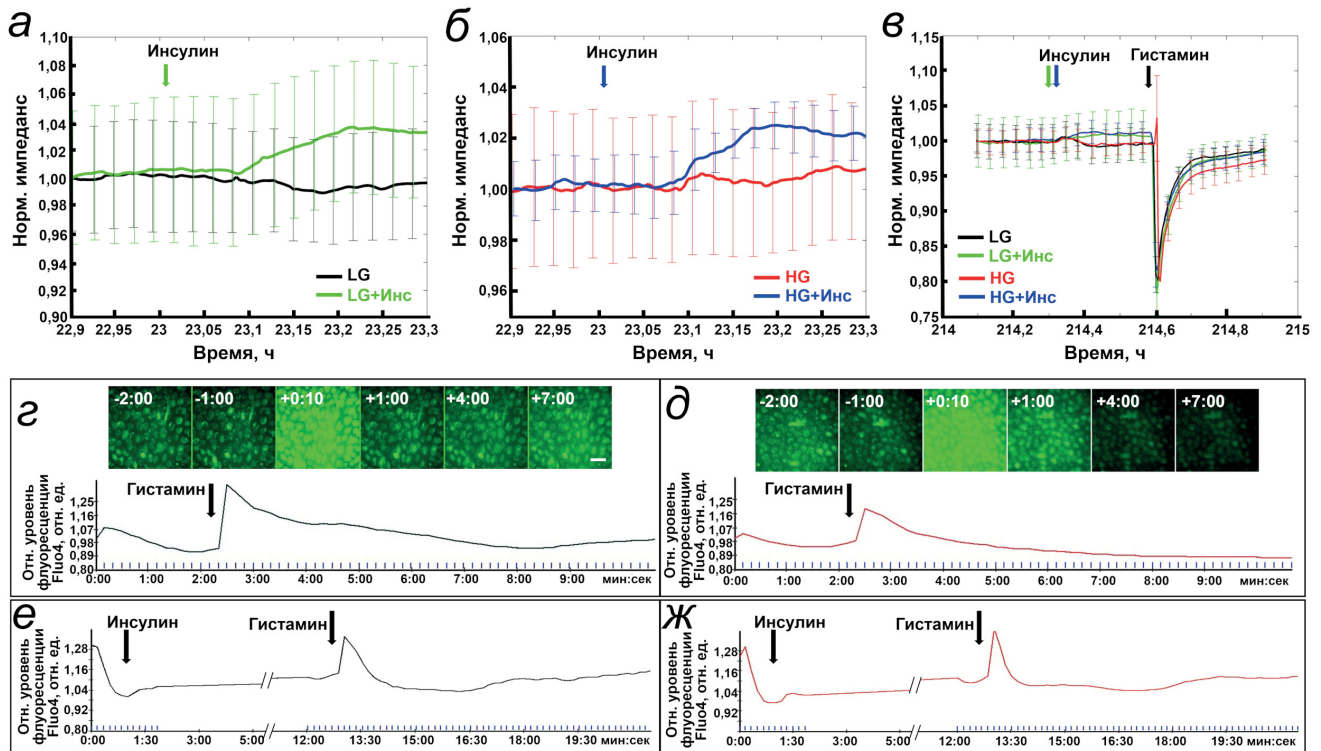 а
Инсулин
Норм. импеданс
1,10
1,08
1,06
1,04
1,02
1,00
0,98
0,96
0,94
0,92
0,90
LG
LG+Инс
22,9 22,95 23 23,05 23,1 23,15 23,2 23,25 23,3
Время, ч
б
Инсулин
Норм. импеданс
1,06
1,04
1,02
1,00
0,98
0,96
HG
HG+Инс
22,9 22,95 23 23,05 23,1 23,15 23,2 23,25 23,3
Время, ч
в
Инсулин
Гистамин
Норм. импеданс
1,15
1,10
1,05
1,00
0,95
0,90
0,85
0,80
0,75
LG
LG+Инс
HG
HG+Инс
214 214,2 214,4 214,6 214,8 215
Время, ч
г
-2:00 -1:00 +0:10 +1:00 +4:00 +7:00
Гистамин
Отн. уровень
флуоресценции
Fluo4, отн. ед.
1,25
1,16
1,07
0,98
0,89
0,80
0:00 1:00 2:00 3:00 4:00 5:00 6:00 7:00 8:00 9:00 мин:сек
д
-2:00 -1:00 +0:10 +1:00 +4:00 +7:00
Гистамин
Отн. уровень
флуоресценции
Fluo4, отн. ед.
1,25
1,16
1,07
0,98
0,89
0,80
0:00 1:00 2:00 3:00 4:00 5:00 6:00 7:00 8:00 9:00 мин:сек
е
Инсулин
Гистамин
Отн. уровень
флуоресценции
Fluo4, отн. ед.
1,28
1,16
1,04
0,92
0,80
0:00 1:30 3:00 5:00 12:00 13:30 15:00 16:30 18:00 19:30 мин:сек
ж
Инсулин
Гистамин
Отн. уровень
флуоресценции
Fluo4, отн. ед.
1,28
1,16
1,04
0,92
0:00 1:30 3:00 5:00 12:00 13:30 15:00 16:30 18:00 19:30 мин:сек